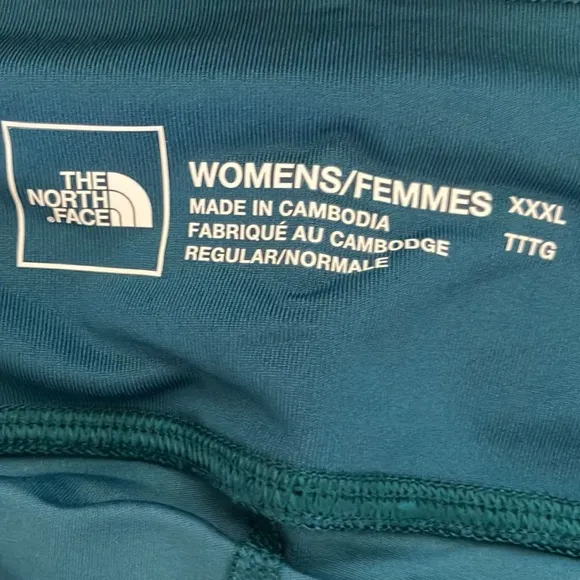 THE
NORTH
FACE
WOMENS/FEMMES XXXL
MADE IN CAMBODIA
FABRIQUÉ AU CAMBODGE TTTG
REGULAR/NORMALE